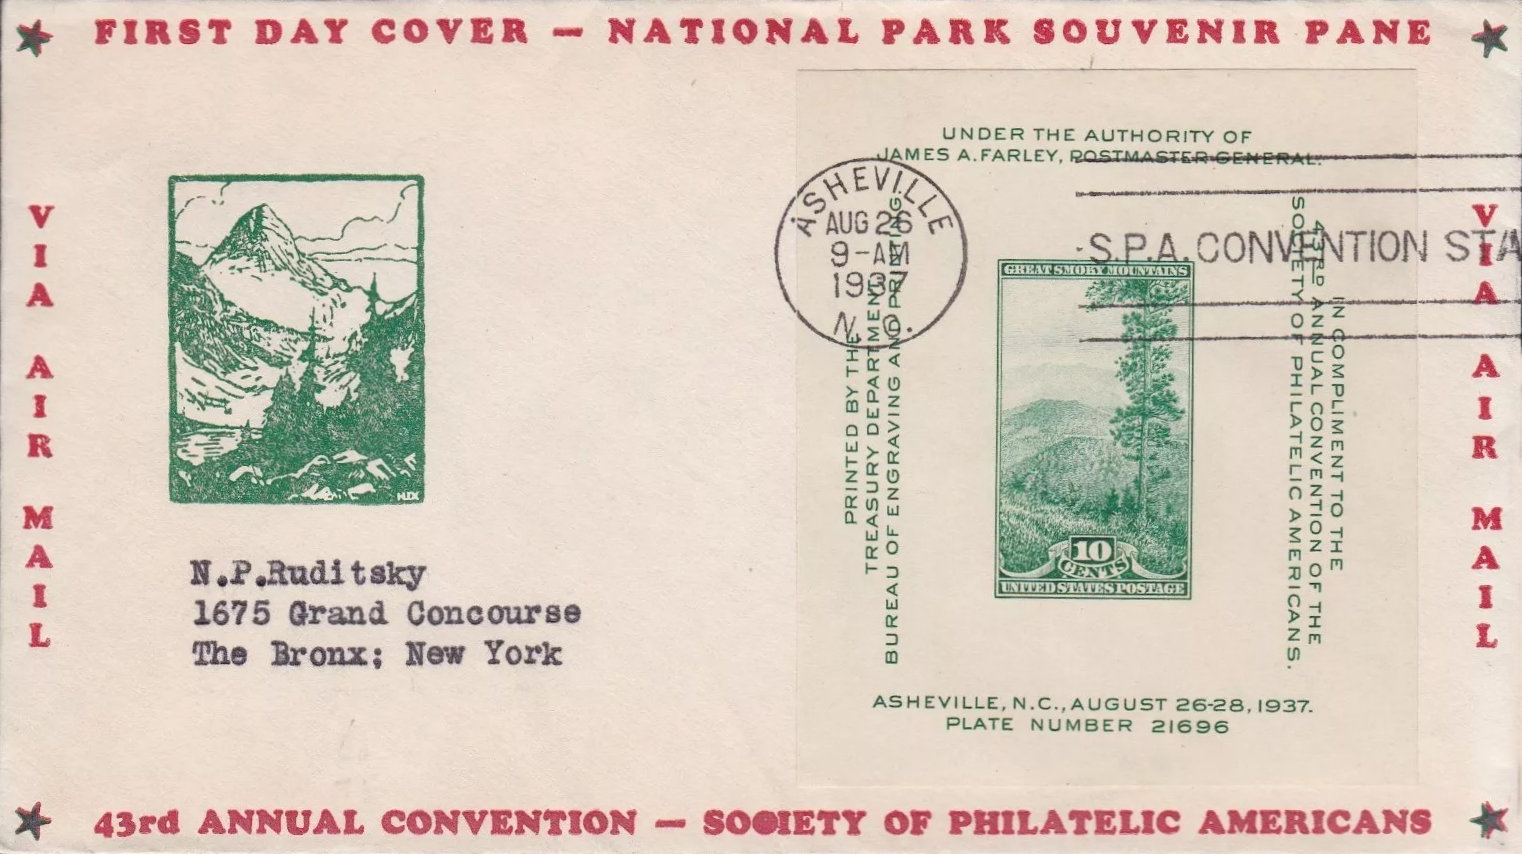 FIRST DAY COVER — NATIONAL PARK SOUVENIR PANE
VIA AIR MAIL
N.P.Ruditsky
1675 Grand Concourse
The Bronx; New York
HIX
UNDER THE AUTHORITY OF
JAMES A. FARLEY, POSTMASTER GENERAL.
ASHEVILLE
AUG 26
9-AM
1937
N. C.
S.P.A. CONVENTION STA
PRINTED BY THE
TREASURY DEPARTMENT,
BUREAU OF ENGRAVING AND PRINTING.
GREAT SMOKY MOUNTAINS
10
CENTS
UNITED STATES POSTAGE
IN COMPLIMENT TO THE
43RD ANNUAL CONVENTION OF THE
SOCIETY OF PHILATELIC AMERICANS.
ASHEVILLE, N.C., AUGUST 26-28, 1937.
PLATE NUMBER 21696
VIA AIR MAIL
43rd ANNUAL CONVENTION — SOCIETY OF PHILATELIC AMERICANS